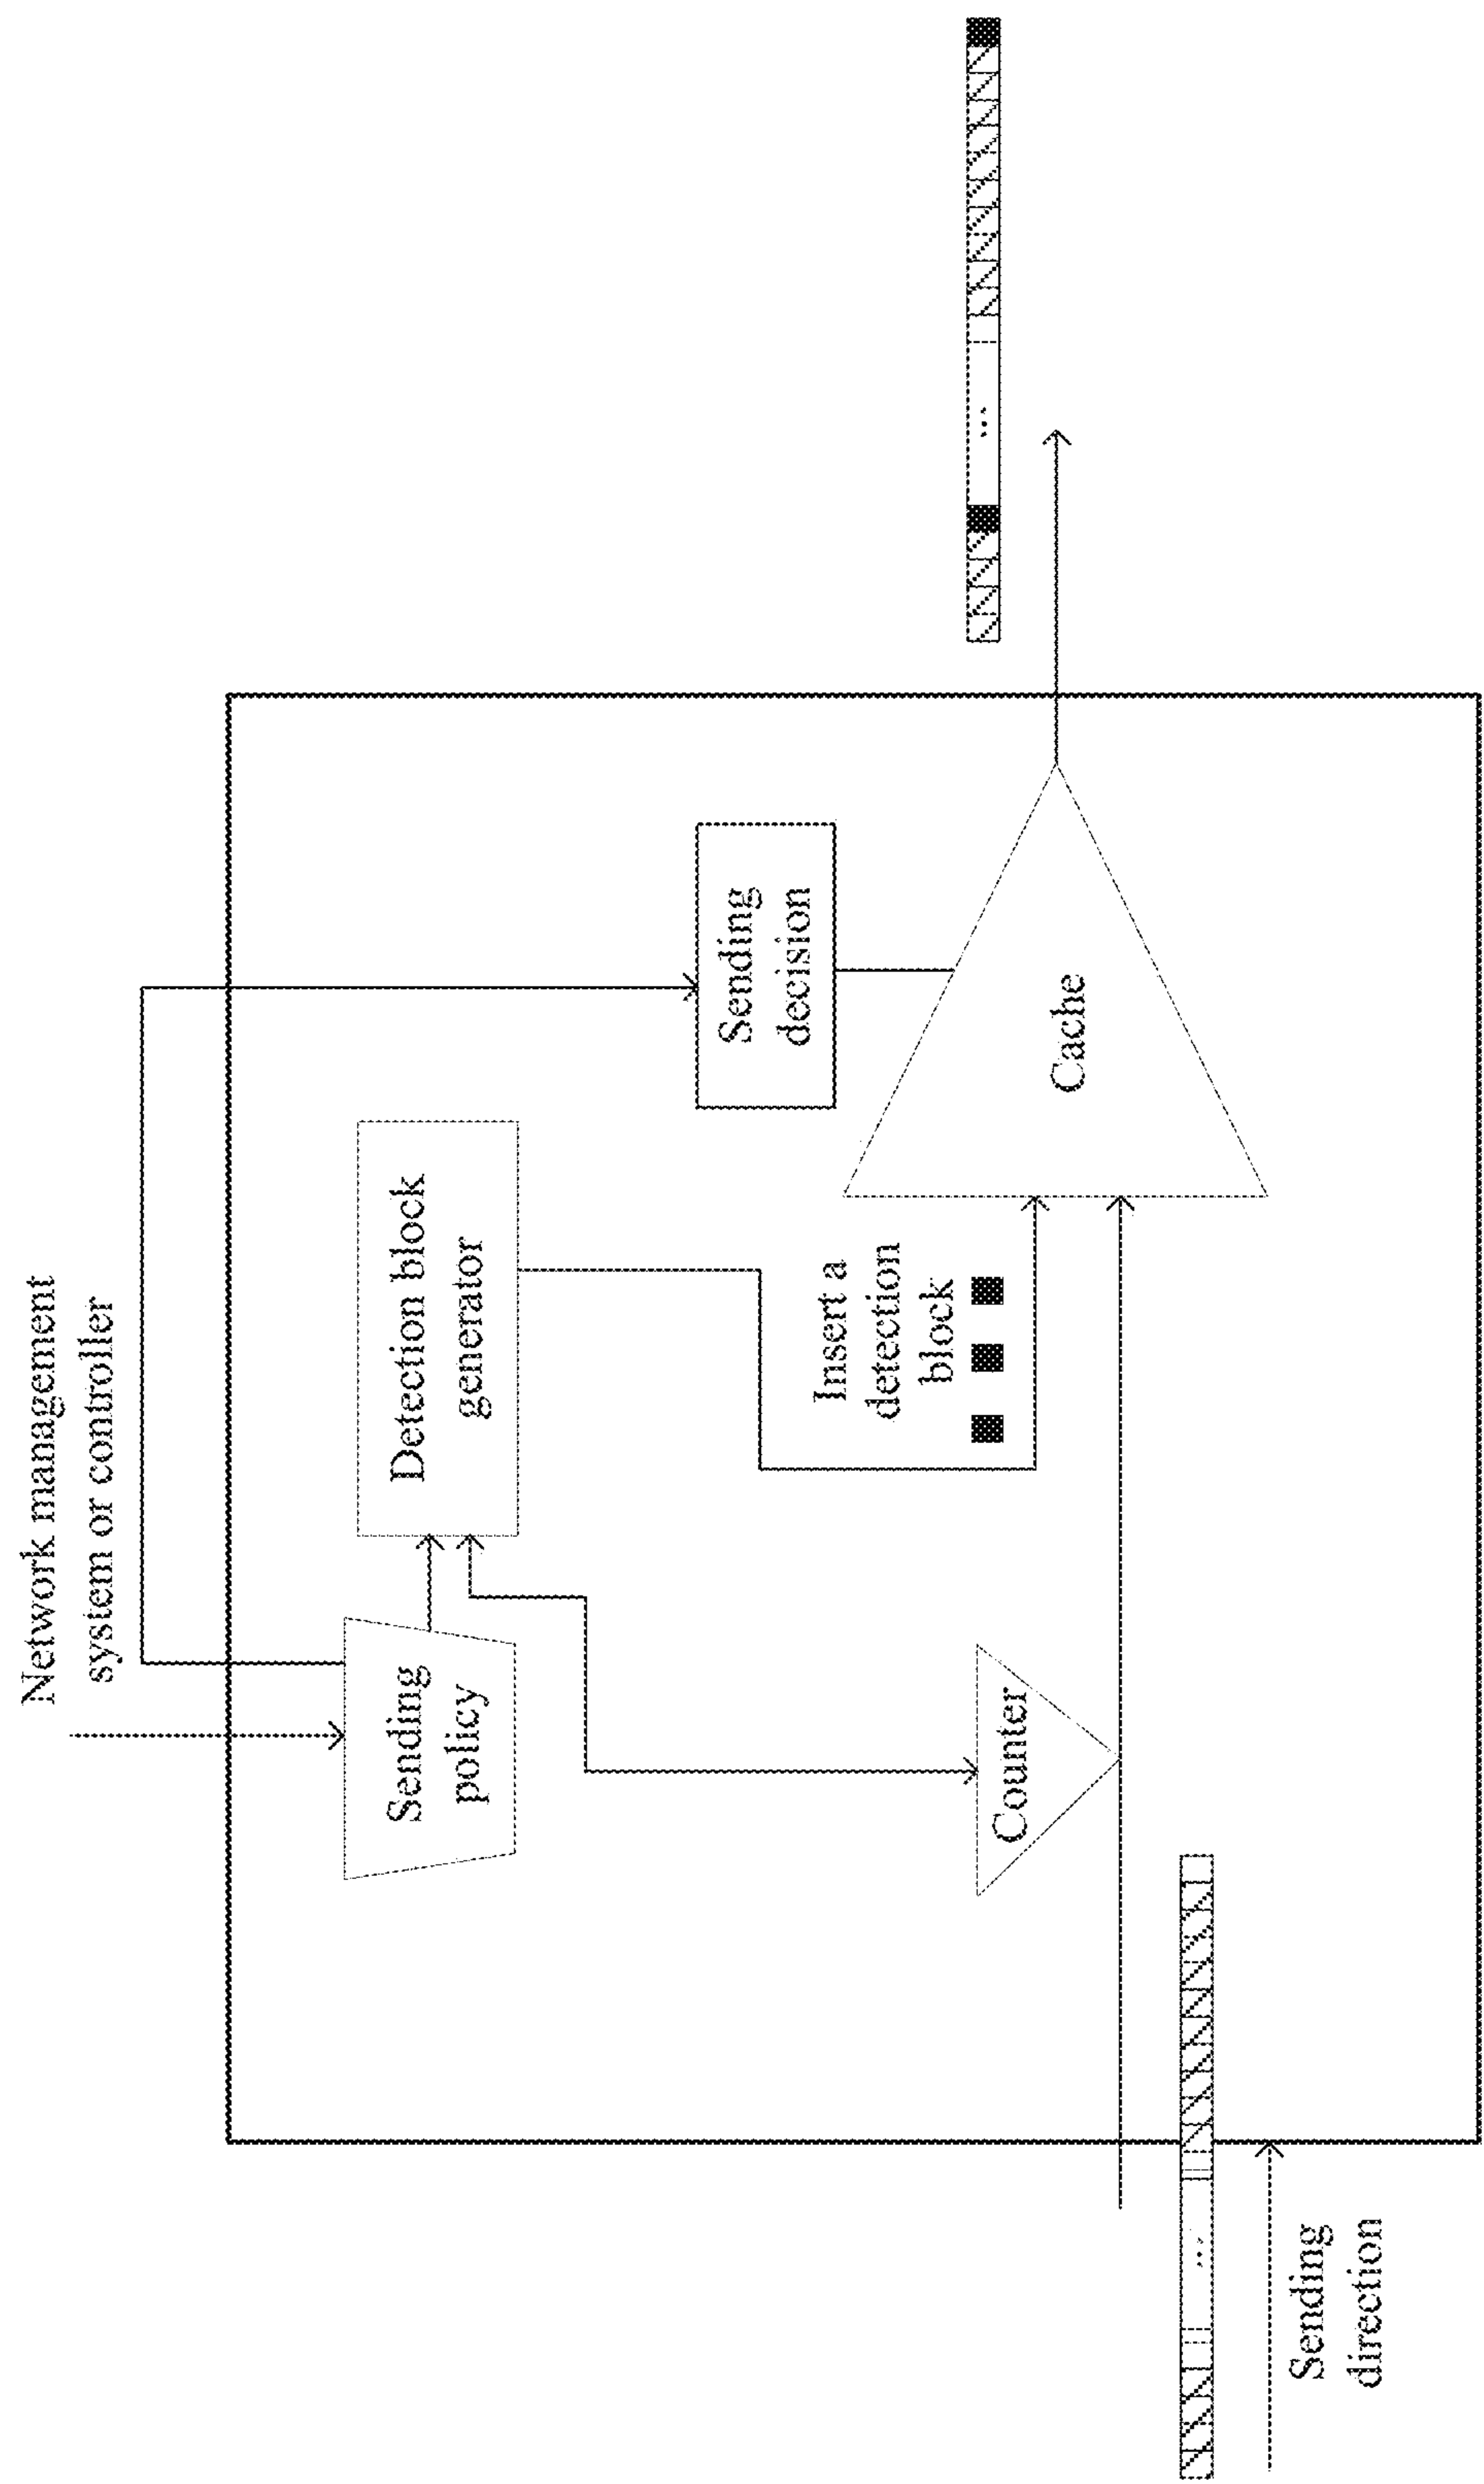 Network management
system or controller
Sending
policy
Detection block
generator
Sending
decision
Insert a
detection
block
Counter
Cache
...
...
Sending
direction